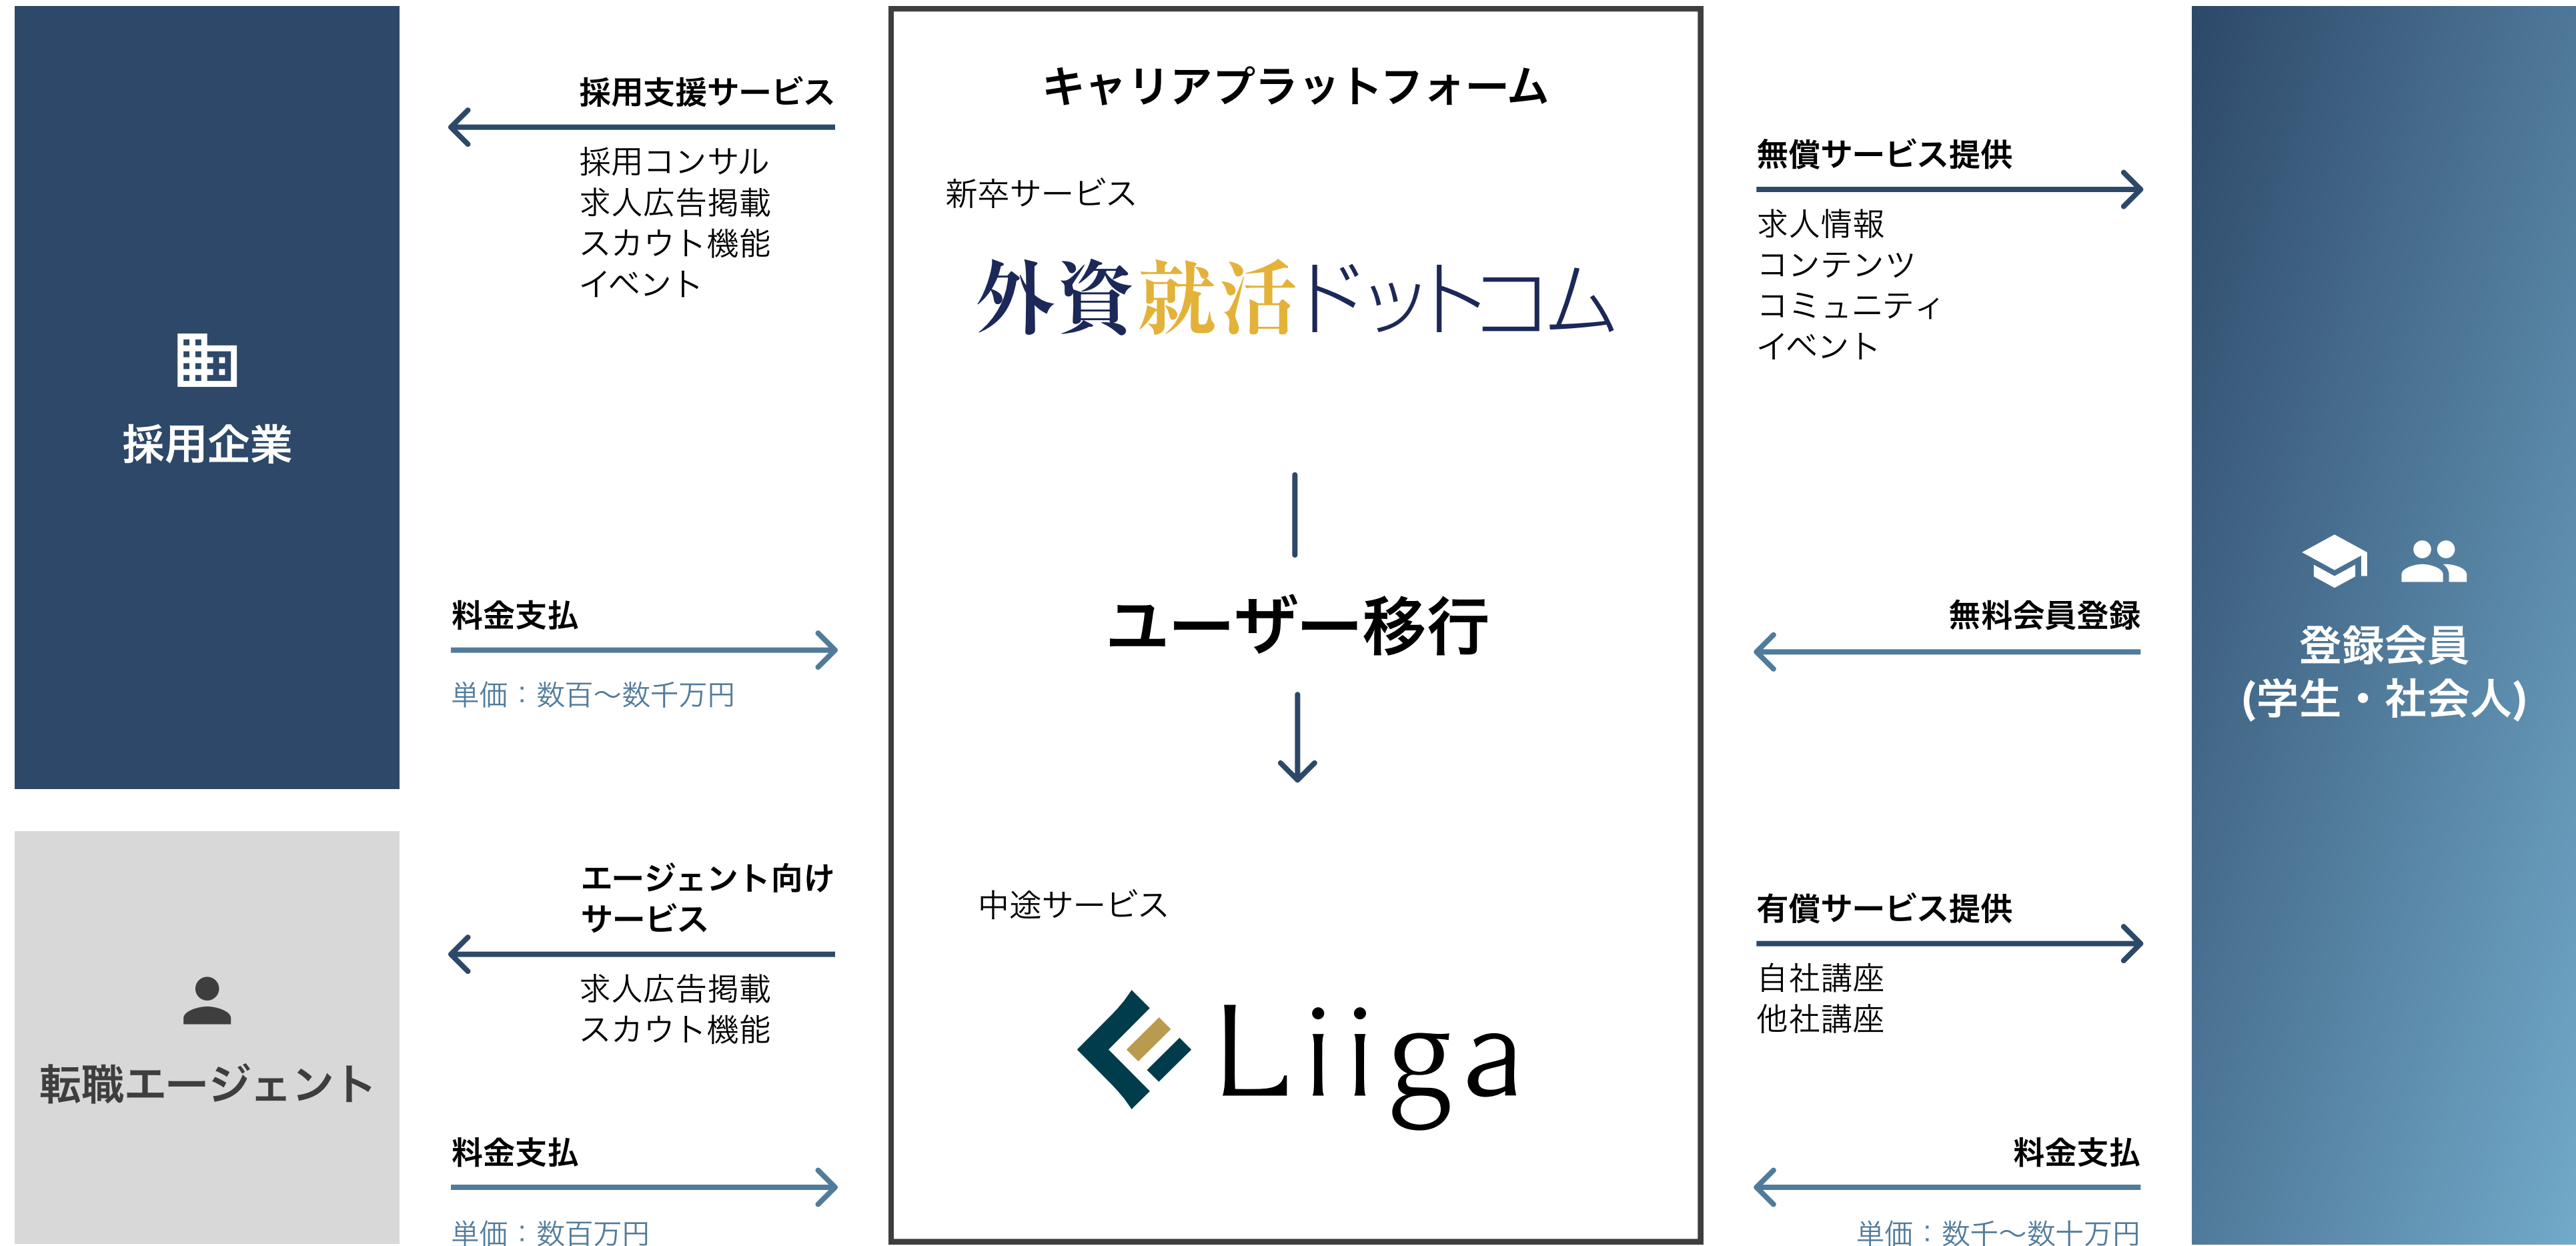 採用企業
採用支援サービス
採用コンサル
求人広告掲載
スカウト機能
イベント
料金支払
単価：数百～数千万円
転職エージェント
エージェント向け
サービス
求人広告掲載
スカウト機能
料金支払
単価：数百万円
キャリアプラットフォーム
新卒サービス
外資就活ドットコム
ユーザー移行
中途サービス
Liiga
無償サービス提供
求人情報
コンテンツ
コミュニティ
イベント
無料会員登録
有償サービス提供
自社講座
他社講座
料金支払
単価：数千～数十万円
登録会員
(学生・社会人)